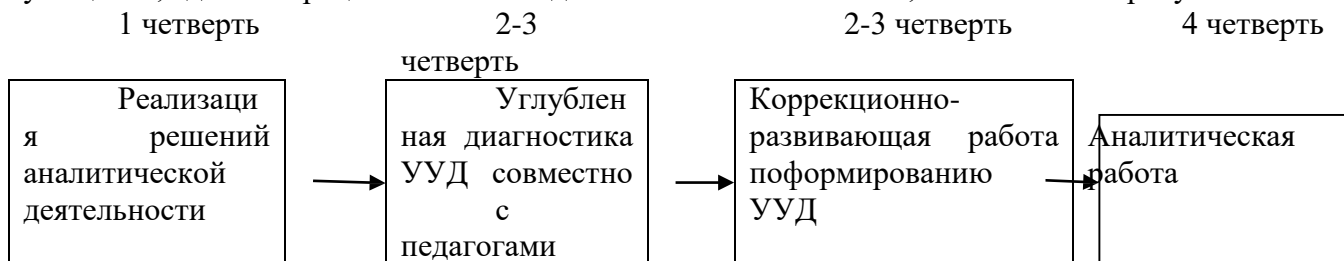 1 четверть 2-3 2-3 четверть 4 четверть
четверть
Реализаци
я решений
аналитической
деятельности
Углублен
ная диагностика
УУД совместно
с
педагогами
Коррекционно-
развивающая работа
поформированию
УУД
Аналитическая
работа